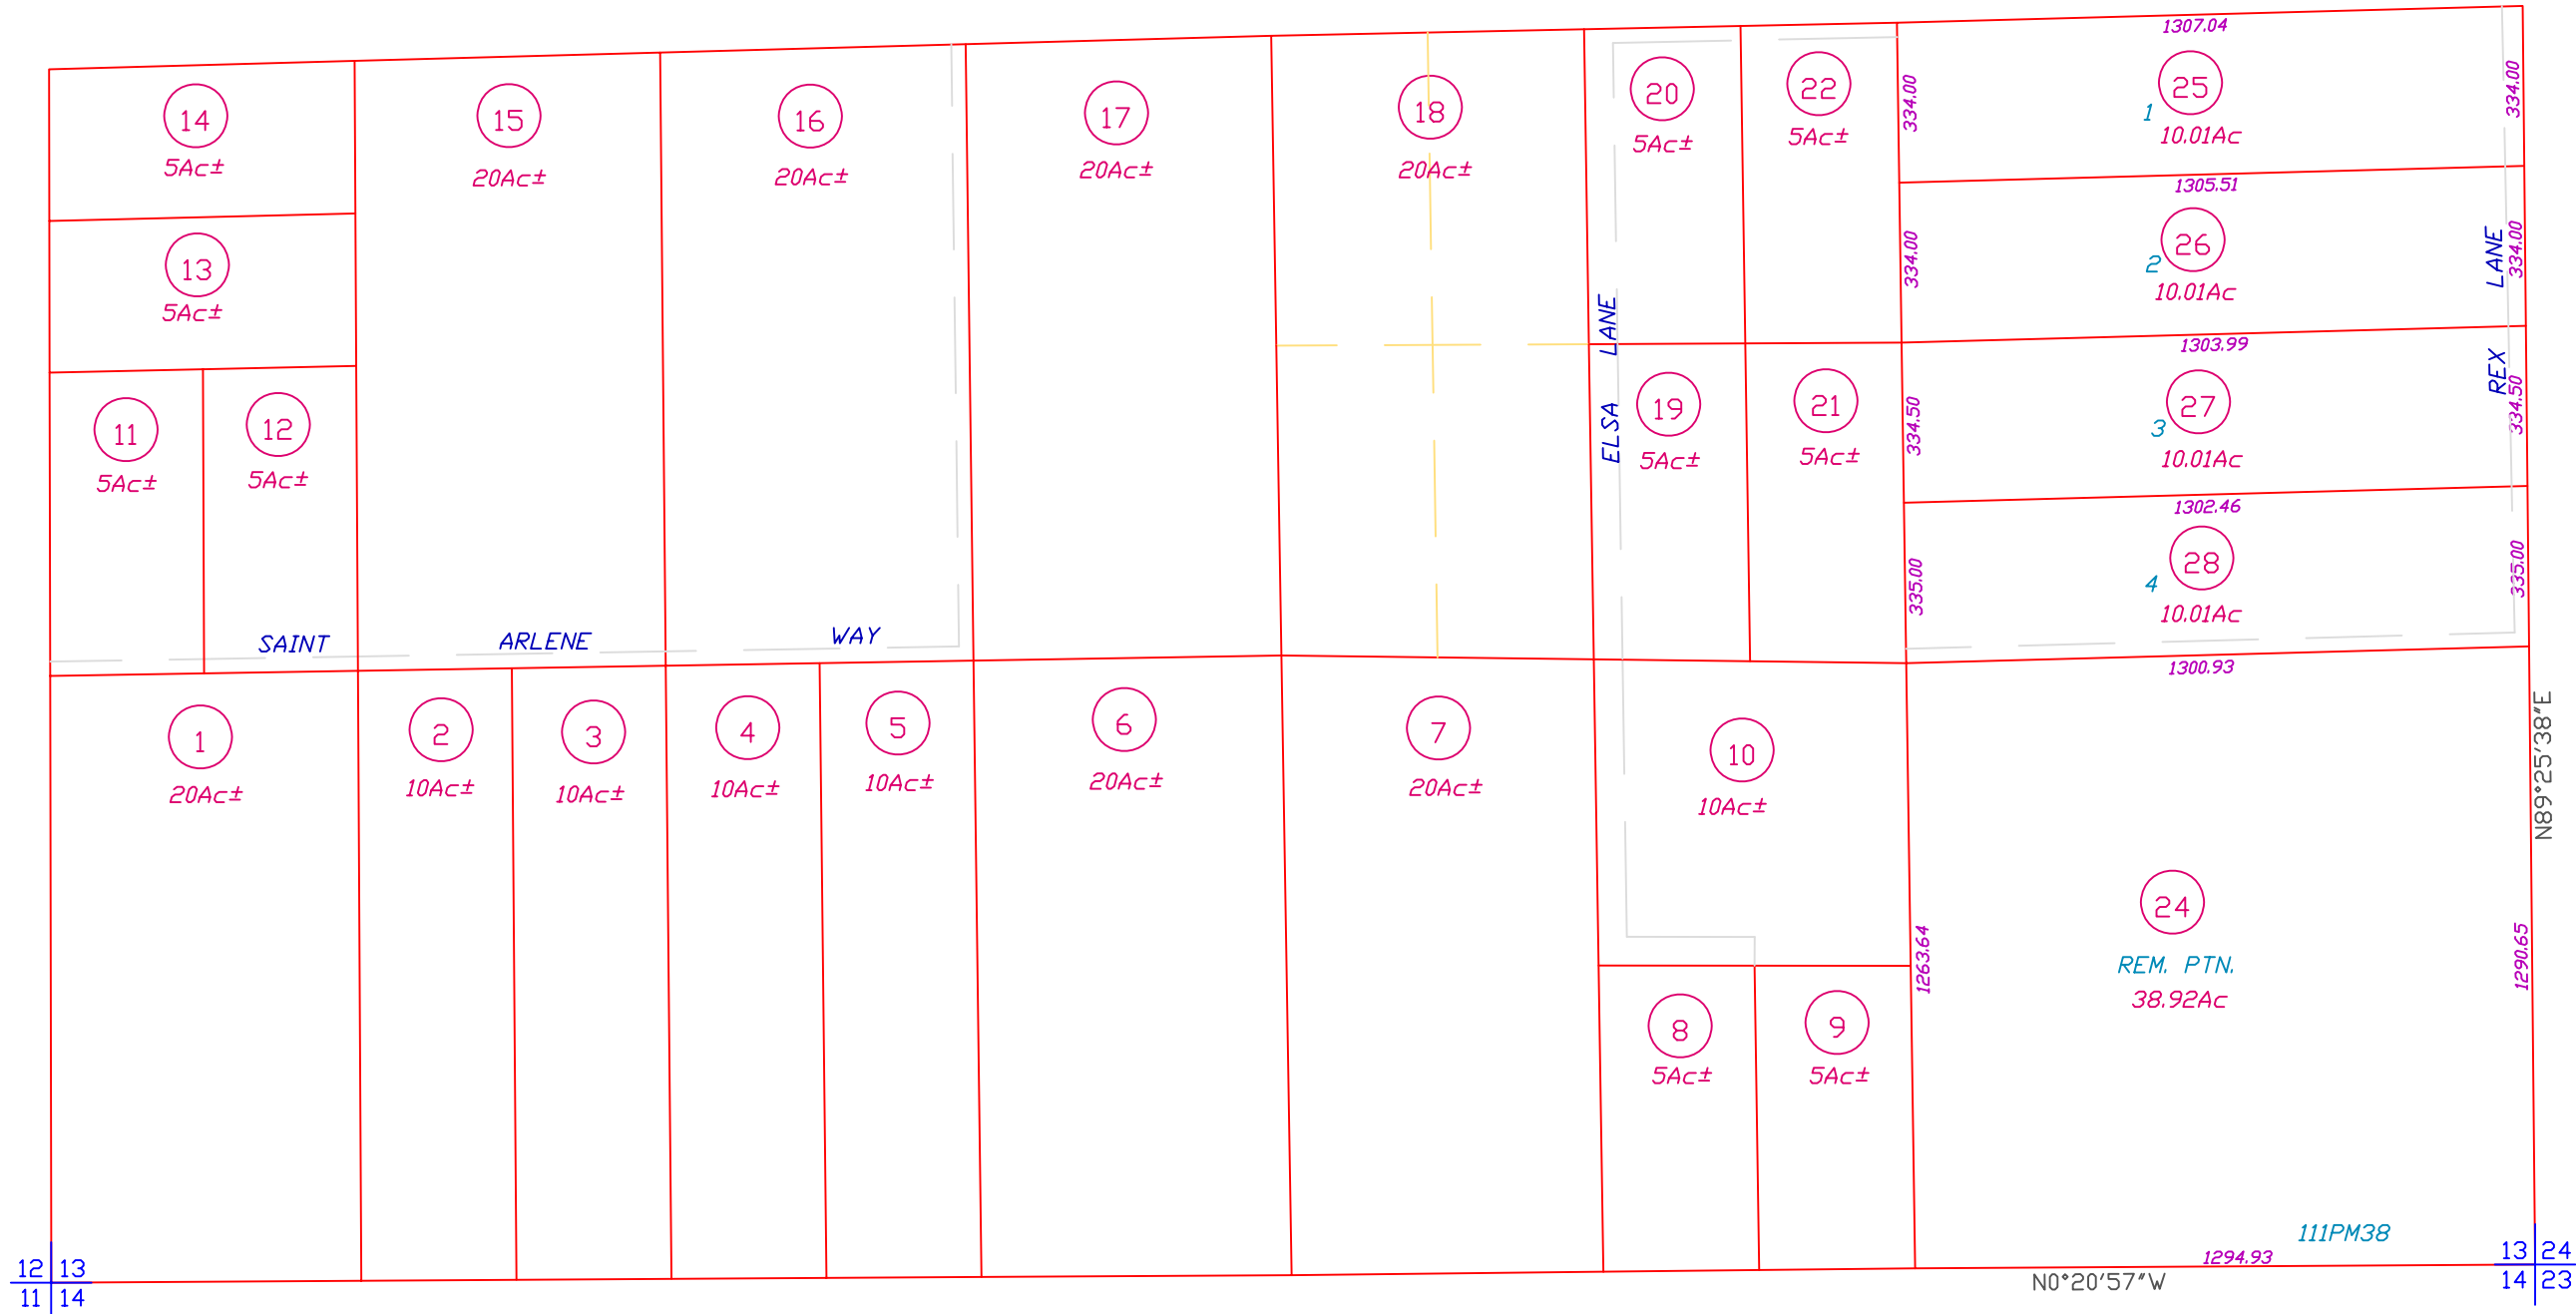 1307.04
14
5Ac±
15
20Ac±
16
20Ac±
17
20Ac±
18
20Ac±
20
5Ac±
22
5Ac±
334.00
25
1
10.01Ac
334.00
1305.51
13
5Ac±
334.00
26
2
10.01Ac
334.00
REX LANE
ELSA LANE
1303.99
11
5Ac±
12
5Ac±
19
5Ac±
21
5Ac±
334.50
27
3
10.01Ac
334.50
1302.46
335.00
28
4
10.01Ac
335.00
SAINT ARLENE WAY
1300.93
1
20Ac±
2
10Ac±
3
10Ac±
4
10Ac±
5
10Ac±
6
20Ac±
7
20Ac±
10
10Ac±
N89°25'38"E
24
REM. PTN.
38.92Ac
1263.64
1290.65
8
5Ac±
9
5Ac±
111PM38
1294.93
N0°20'57"W
12 13
11 14
13 24
14 23